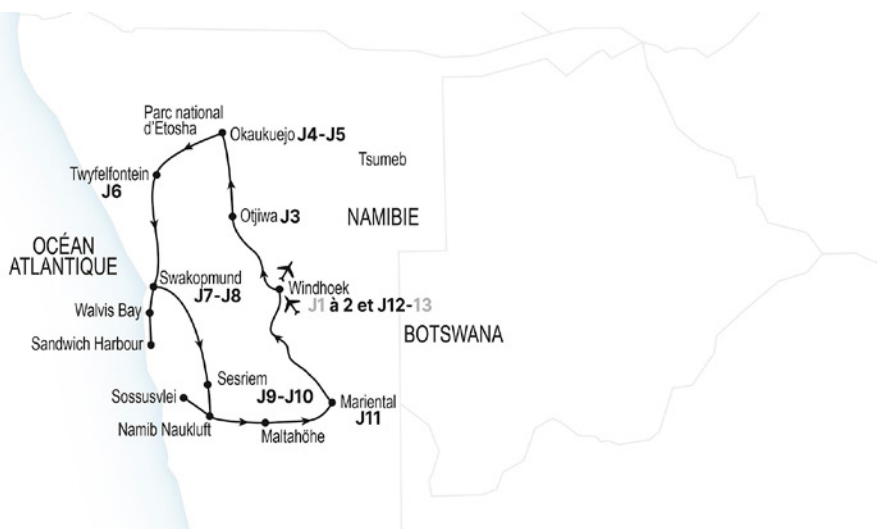 Parc national
d'Etosha
Okaukuejo J4-J5
Tsumeb
Twyfelfontein
J6
Otjiwa J3
NAMIBIE
OCÉAN
ATLANTIQUE
Swakopmund
J7-J8
Windhoek
J1 à 2 et J12-13
Walvis Bay
BOTSWANA
Sandwich Harbour
Sesriem
J9-J10
Sossusvlei
Mariental
J11
Namib Naukluft
Maltahöhe